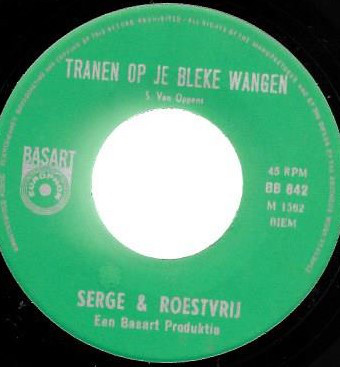 TRANEN OP JE BLEKE WANGEN
S. Van Oppens
BASART
EUROPHON
45 RPM
BB 842
M 1362
BIEM
SERGE & ROESTVRIJ
Een Basart Produktie